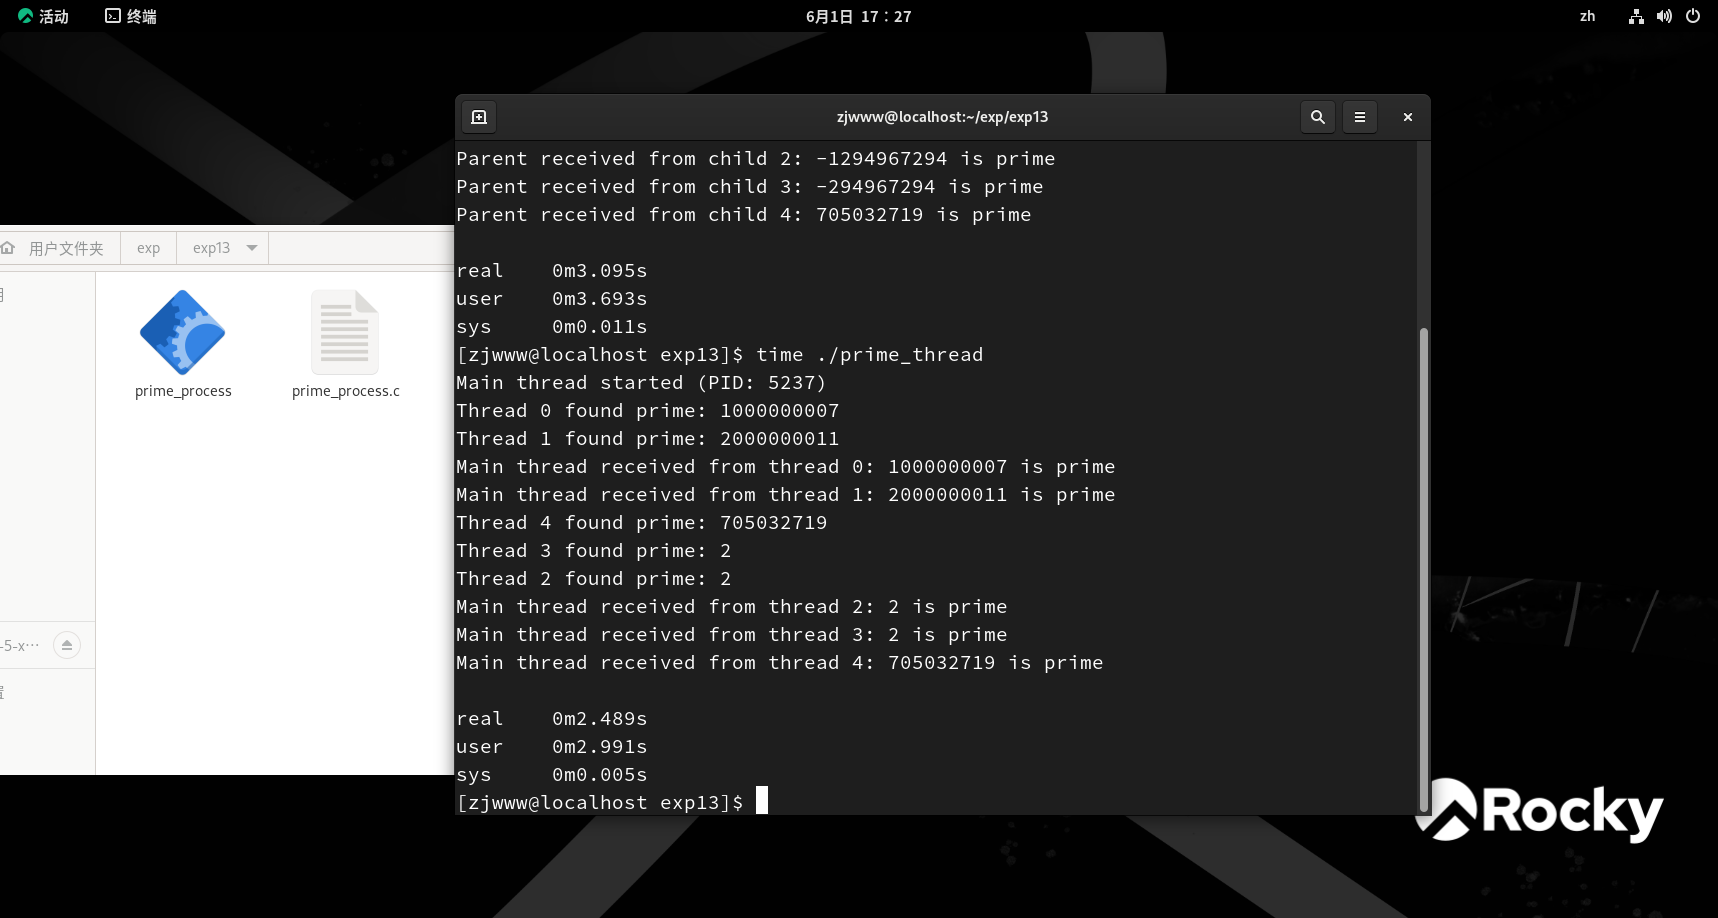 活动 终端 6月1日 17：27 zh
zjwww@localhost:~/exp/exp13
Parent received from child 2: -1294967294 is prime
Parent received from child 3: -294967294 is prime
Parent received from child 4: 705032719 is prime
real 0m3.095s
user 0m3.693s
sys 0m0.011s
[zjwww@localhost exp13]$ time ./prime_thread
Main thread started (PID: 5237)
Thread 0 found prime: 1000000007
Thread 1 found prime: 2000000011
Main thread received from thread 0: 1000000007 is prime
Main thread received from thread 1: 2000000011 is prime
Thread 4 found prime: 705032719
Thread 3 found prime: 2
Thread 2 found prime: 2
Main thread received from thread 2: 2 is prime
Main thread received from thread 3: 2 is prime
Main thread received from thread 4: 705032719 is prime
real 0m2.489s
user 0m2.991s
sys 0m0.005s
[zjwww@localhost exp13]$
用户文件夹 exp exp13
prime_process prime_process.c
-5-x…
Rocky